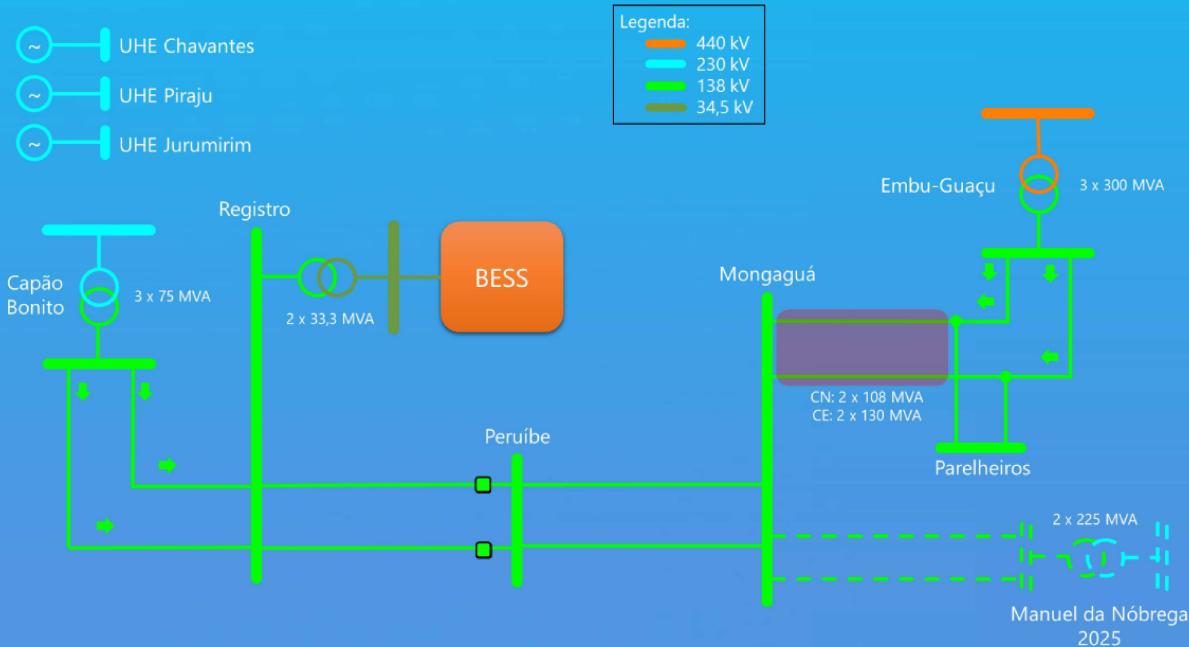 Legenda:
440 kV
230 kV
138 kV
34,5 kV
~
UHE Chavantes
~
UHE Piraju
~
UHE Jurumirim
Embu-Guaçu
3 x 300 MVA
Registro
Capão
Bonito
3 x 75 MVA
2 x 33,3 MVA
BESS
Mongaguá
CN: 2 x 108 MVA
CE: 2 x 130 MVA
Peruíbe
Parelheiros
2 x 225 MVA
Manuel da Nóbrega
2025